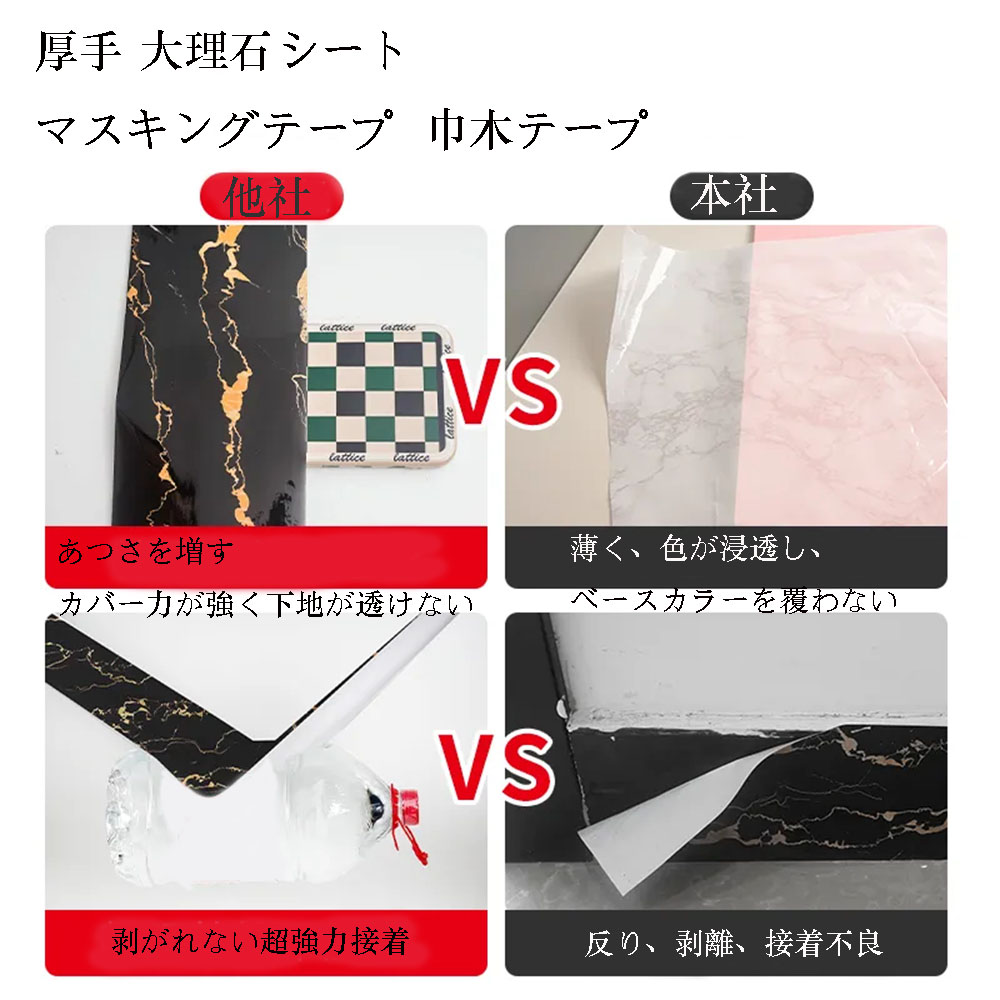 厚手 大理石シート
マスキングテープ 巾木テープ
他社
本社
lattice lattice
lattice
lattice lattice
VS
あつさを増す
カバー力が強く下地が透けない
薄く、色が浸透し、
ベースカラーを覆わない
VS
剥がれない超強力接着
反り、剥離、接着不良